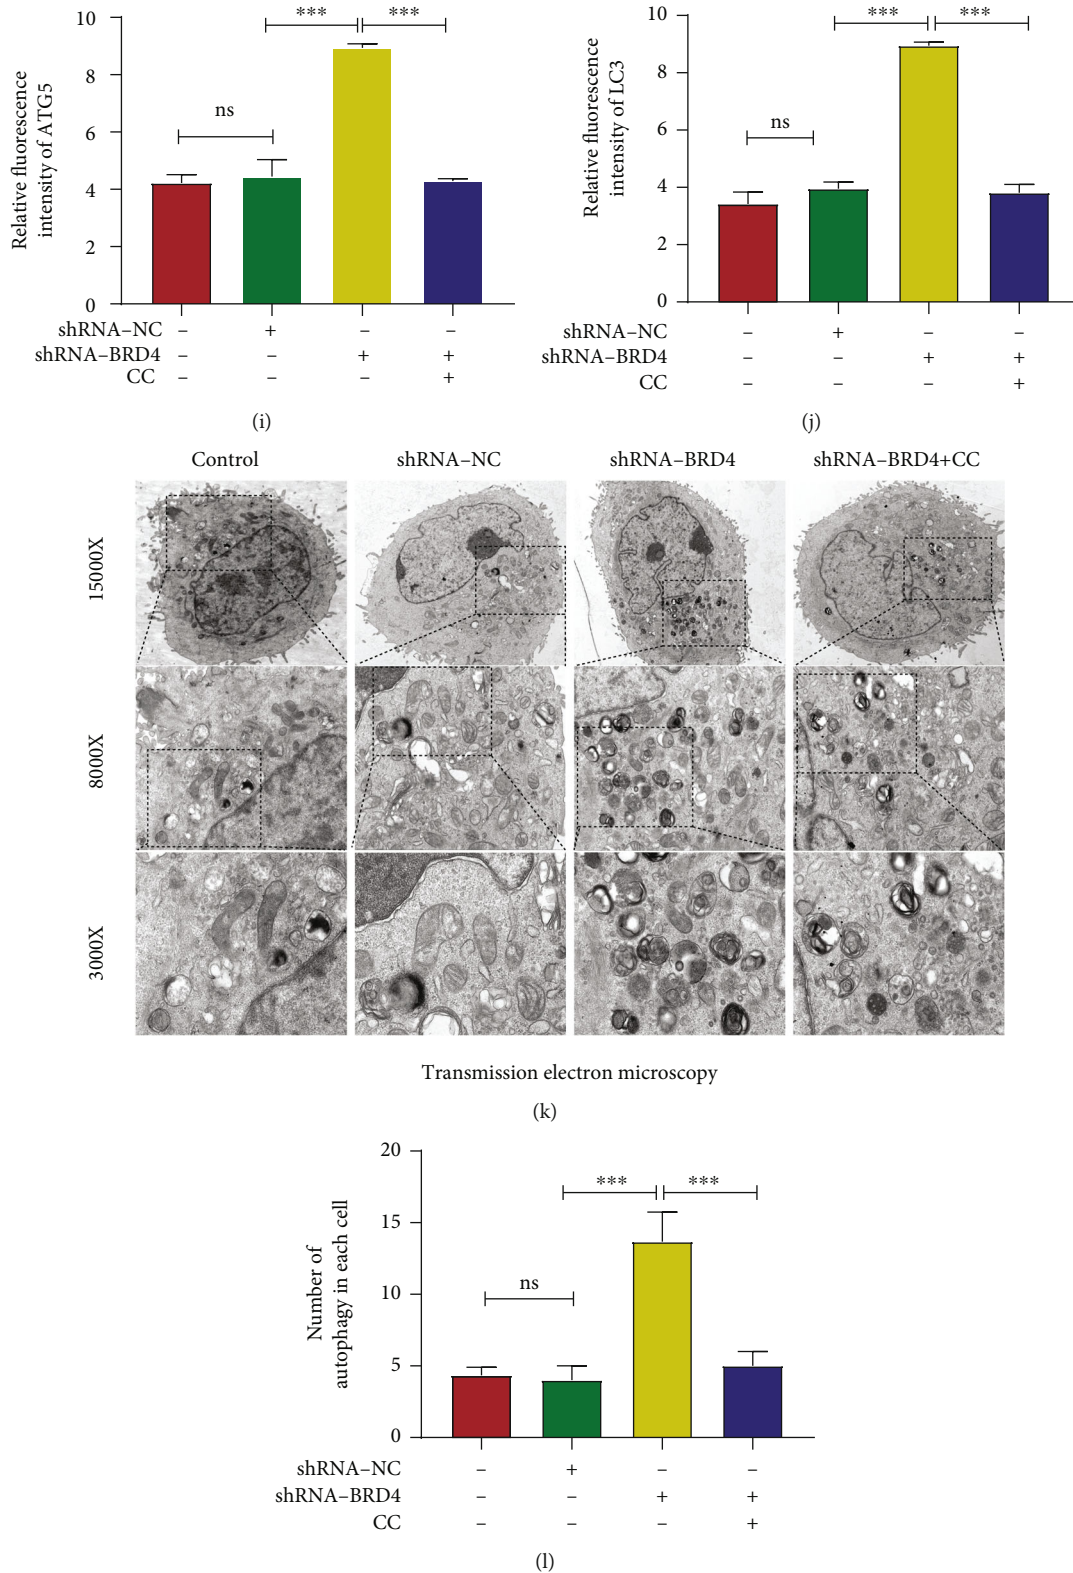 10
8
6
4
2
0
Relative fluorescence
intensity of ATG5
ns
***
***
shRNA–NC – + – –
shRNA–BRD4 – – + +
CC – – – +
(i)
10
8
6
4
2
0
Relative fluorescence
intensity of LC3
ns
***
***
shRNA–NC – + – –
shRNA–BRD4 – – + +
CC – – – +
(j)
Control shRNA–NC shRNA–BRD4 shRNA–BRD4+CC
15000X
8000X
3000X
Transmission electron microscopy
(k)
20
15
10
5
0
Number of
autophagy in each cell
ns
***
***
shRNA–NC – + – –
shRNA–BRD4 – – + +
CC – – – +
(l)